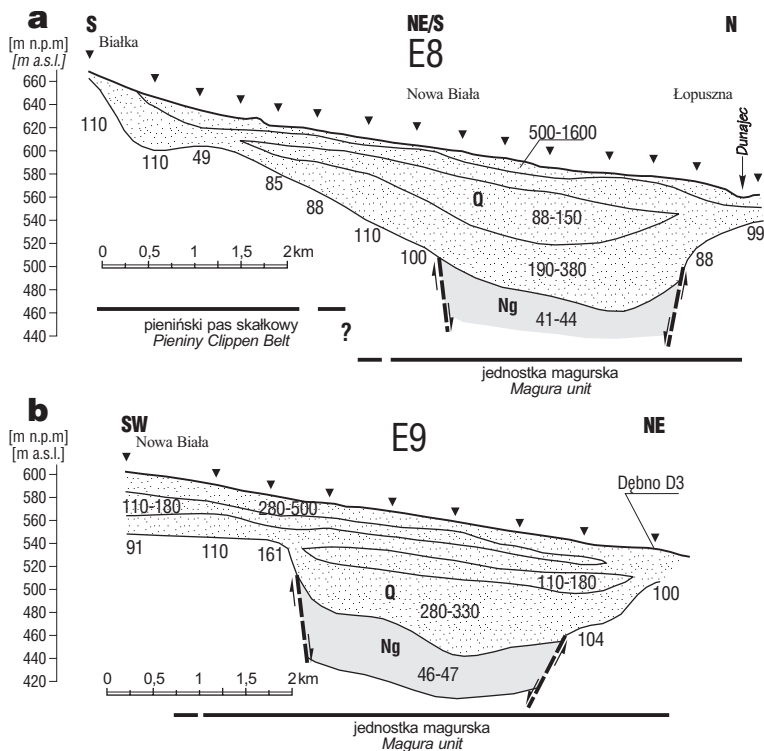 a
S
NE/S
N
[m n.p.m]
[m a.s.l.]
Białka
E8
Nowa Biała
Łopuszna
Dunajec
660
640
620
600
580
560
540
520
500
480
460
440
500-1600
110
110
49
85
88
110
100
Q
88-150
190-380
88
99
Ng
41-44
0 0,5 1 2 km
pieniński pas skałkowy
Pieniny Clippen Belt
?
jednostka magurska
Magura unit
b
SW
NE
[m n.p.m]
[m a.s.l.]
Nowa Biała
E9
Dębno D3
600
580
560
540
520
500
480
460
440
420
110-180
280-500
91
110
161
110-180
100
Q
280-330
104
Ng
46-47
0 0,5 1 1,5 2 km
jednostka magurska
Magura unit